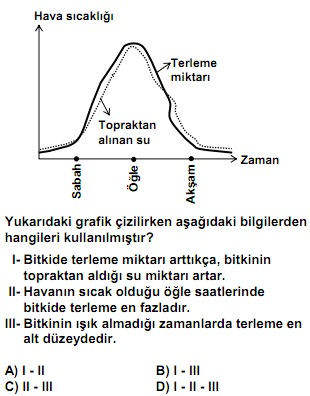 Hava sıcaklığı
Terleme
miktarı
Topraktan
alınan su
Zaman
Sabah
Öğle
Akşam
Yukarıdaki grafik çizilirken aşağıdaki bilgilerden
hangileri kullanılmıştır?
I- Bitkide terleme miktarı arttıkça, bitkinin
topraktan aldığı su miktarı artar.
II- Havanın sıcak olduğu öğle saatlerinde
bitkide terleme en fazladır.
III- Bitkinin ışık almadığı zamanlarda terleme en
alt düzeydedir.
A) I - II
B) I - III
C) II - III
D) I - II - III